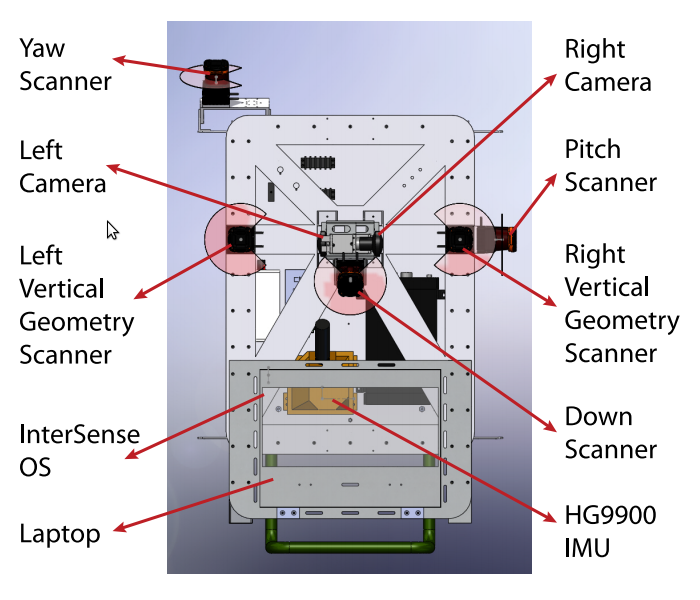 Yaw
Scanner
Left
Camera
Left
Vertical
Geometry
Scanner
InterSense
OS
Laptop
Right
Camera
Pitch
Scanner
Right
Vertical
Geometry
Scanner
Down
Scanner
HG9900
IMU